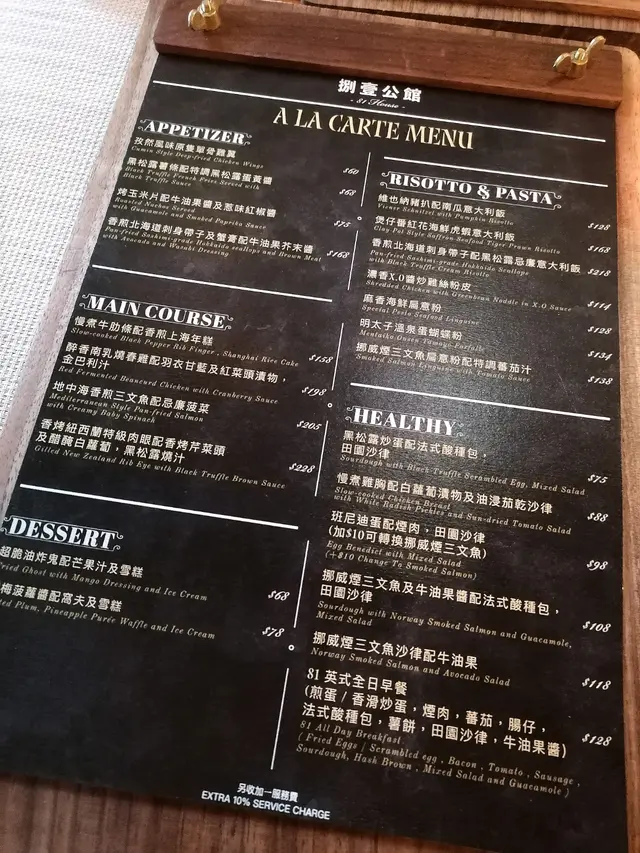 捌壹公館
- 81 House -
A LA CARTE MENU
APPETIZER
孜然風味原隻單骨雞翼
Cumin Style Deep-fried Chicken Wings
$60
黑松露薯條配特調黑松露蛋黃醬
Black Truffle French Fries Served with
Black Truffle Sauce
$68
烤玉米片配牛油果醬及惹味紅椒醬
Roasted Nachos Served
with Guacamole and Smoked Paprika Sauce
$75
香煎北海道刺身帶子及蟹膏配牛油果芥末醬
Pan-fried Sashimi-grade Hokkaido Scallops and Brown Meat
with Avocado and Wasabi Dressing
$168
MAIN COURSE
慢煮牛肋條配香煎上海年糕
Slow-cooked Black Pepper Rib Finger , Shanghai Rice Cake
$158
醉香南乳燒春雞配羽衣甘藍及紅菜頭漬物，
金巴利汁
Red Fermented Beancurd Chicken with Cranberry Sauce
$198
地中海香煎三文魚配忌廉菠菜
Mediterranean Style Pan-fried Salmon
with Creamy Baby Spinach
$205
香烤紐西蘭特級肉眼配香烤芹菜頭
及醋腌白蘿蔔，黑松露燒汁
Grilled New Zealand Rib Eye with Black Truffle Brown Sauce
$228
DESSERT
超脆油炸鬼配芒果汁及雪糕
Fried Ghost with Mango Dressing and Ice Cream
$68
梅菠蘿醬配窩夫及雪糕
Plum, Pineapple Purée Waffle and Ice Cream
$78
RISOTTO & PASTA
維也納豬扒配南瓜意大利飯
Viener Schnitzel with Pumpkin Risotto
$128
煲仔番紅花海鮮虎蝦意大利飯
Clay Pot Style Saffron Seafood Tiger Prawn Risotto
$168
香煎北海道刺身帶子配黑松露忌廉意大利飯
Pan-fried Sashimi-grade Hokkaido Scallops
and Black Truffle Cream Risotto
$218
濃香X.O醬炒雞絲粉皮
Shredded Chicken with Greenbean Noddle in X.O Sauce
$114
麻香海鮮扁意粉
Special Pesto Seafood Linguine
$128
明太子溫泉蛋蝴蝶粉
Mentaiko Onsen Tamago Farfalle
$134
挪威煙三文魚扁意粉配特調蕃茄汁
Smoked Salmon Linguine with Tomato Sauce
$138
HEALTHY
黑松露炒蛋配法式酸種包，
田園沙律
Sourdough with Black Truffle Scrambled Egg, Mixed Salad
$75
慢煮雞胸配白蘿蔔漬物及油浸茄乾沙律
Slow-cooked Chicken Breast
with White Radish Pickles and Sun-dried Tomato Salad
$88
班尼迪蛋配煙肉，田園沙律
(加$10可轉換挪威煙三文魚)
Egg Benedict with Mixed Salad
(+$10 Change To Smoked Salmon)
$98
挪威煙三文魚及牛油果醬配法式酸種包，
田園沙律
Sourdough with Norway Smoked Salmon and Guacamole,
Mixed Salad
$108
挪威煙三文魚沙律配牛油果
Norway Smoked Salmon and Avocado Salad
$118
81 英式全日早餐
(煎蛋 / 香滑炒蛋，煙肉，蕃茄，腸仔，
法式酸種包，薯餅，田園沙律，牛油果醬)
81 All Day Breakfast
( Fried Eggs / Scrambled egg , Bacon , Tomato , Sausage ,
Sourdough, Hash Brown , Mixed Salad and Guacamole )
$128
另收加一服務費
EXTRA 10% SERVICE CHARGE